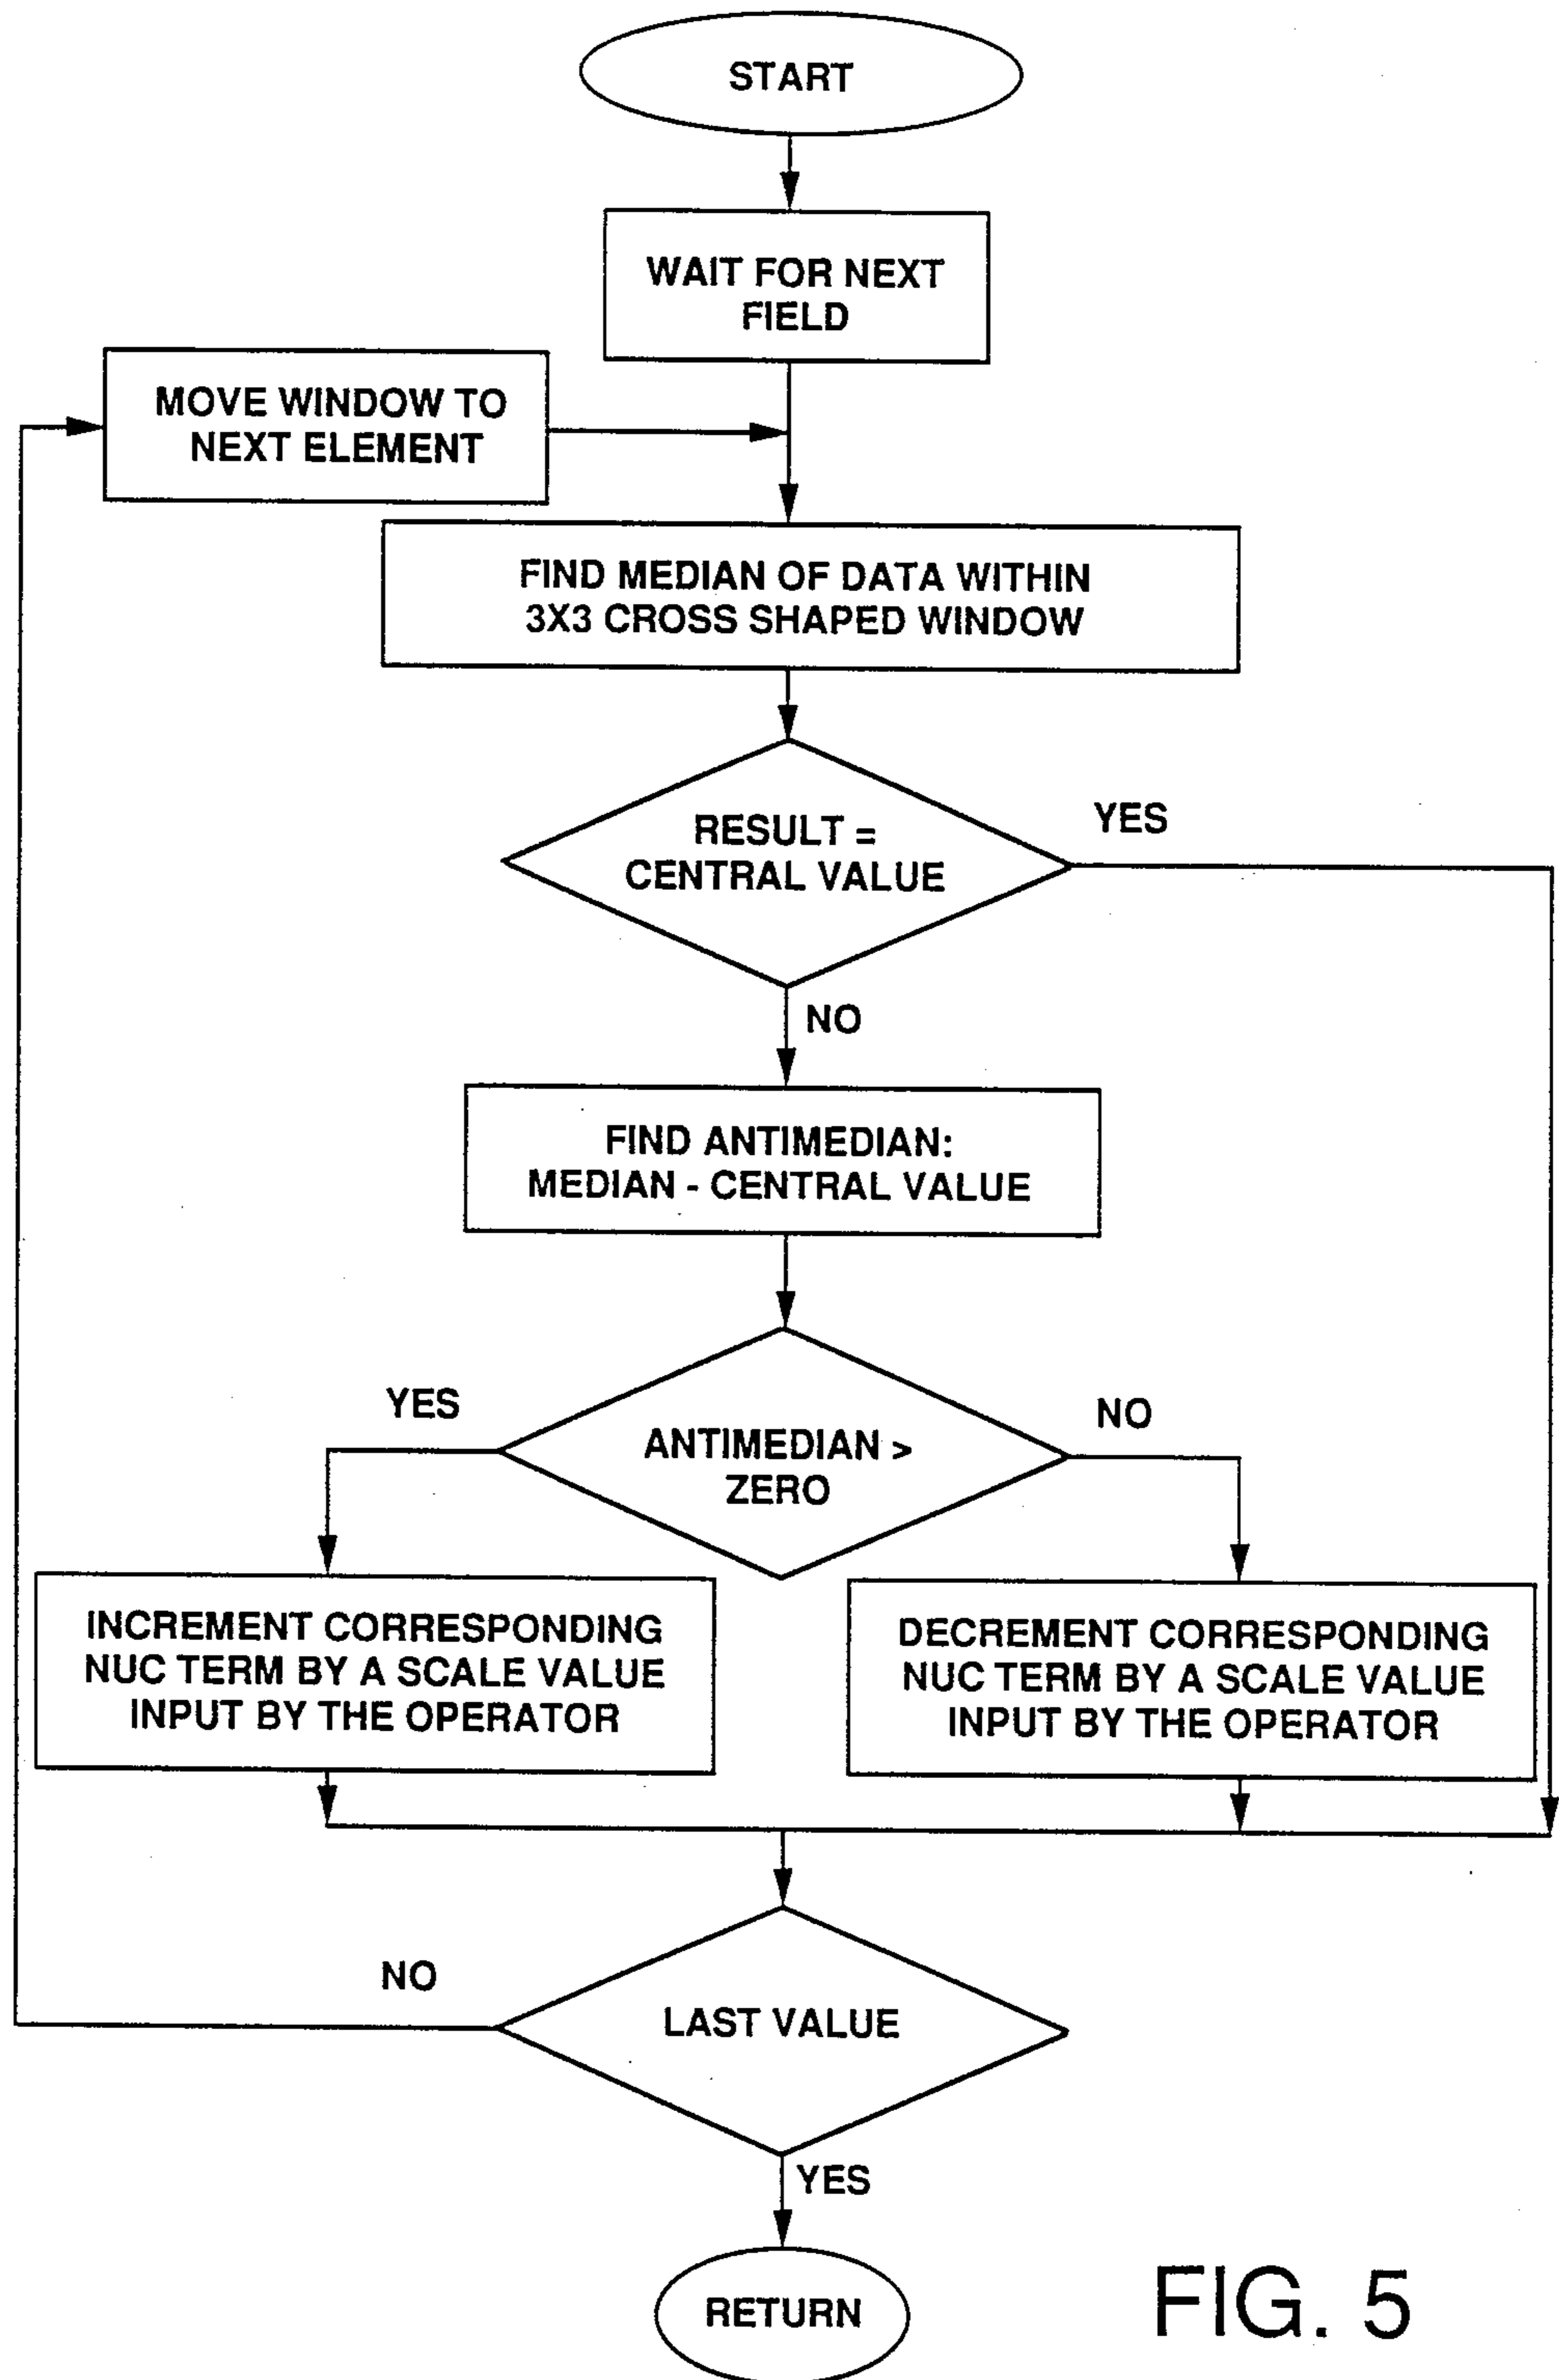 START
WAIT FOR NEXT
FIELD
MOVE WINDOW TO
NEXT ELEMENT
FIND MEDIAN OF DATA WITHIN
3X3 CROSS SHAPED WINDOW
RESULT =
CENTRAL VALUE
YES
NO
FIND ANTIMEDIAN:
MEDIAN - CENTRAL VALUE
YES
ANTIMEDIAN >
ZERO
NO
INCREMENT CORRESPONDING
NUC TERM BY A SCALE VALUE
INPUT BY THE OPERATOR
DECREMENT CORRESPONDING
NUC TERM BY A SCALE VALUE
INPUT BY THE OPERATOR
NO
LAST VALUE
YES
RETURN
FIG. 5